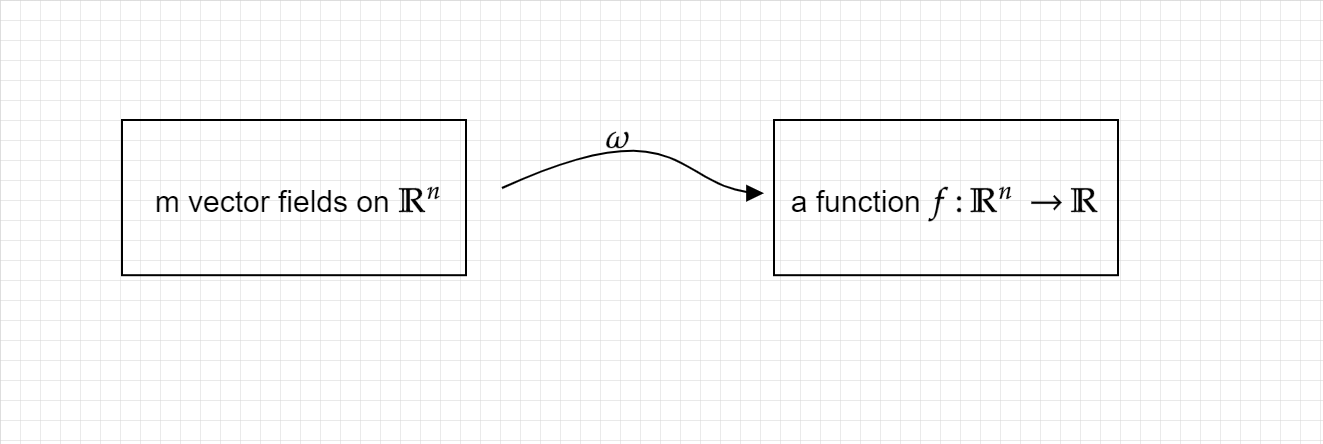 ω
m vector fields on ℝⁿ
a function f : ℝⁿ → ℝ